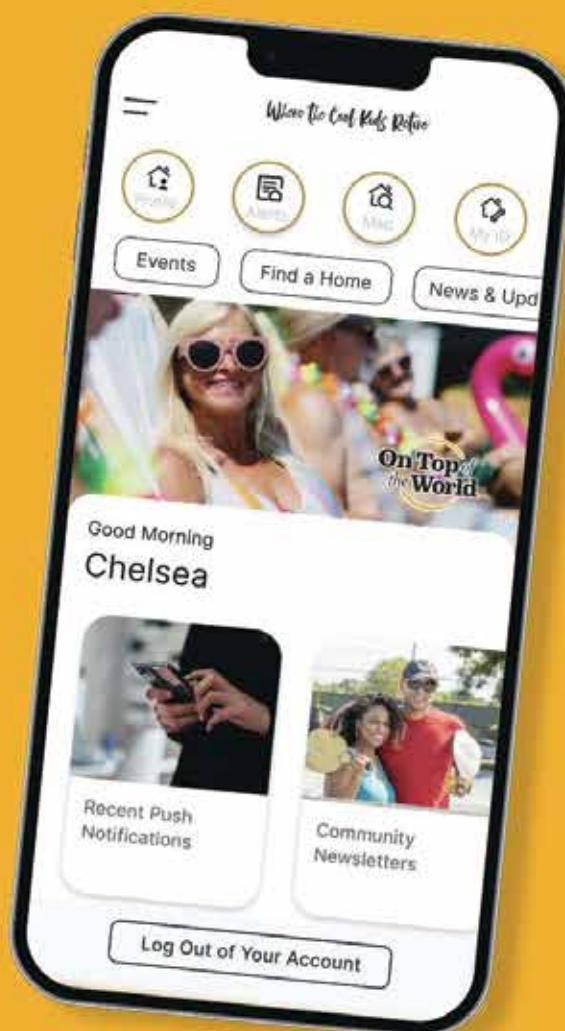 Where the Cool Kids Retire
Profile
Alerts
Map
My ID
Events
Find a Home
News & Upd
On Top of
the World
Good Morning
Chelsea
Recent Push
Notifications
Community
Newsletters
Log Out of Your Account